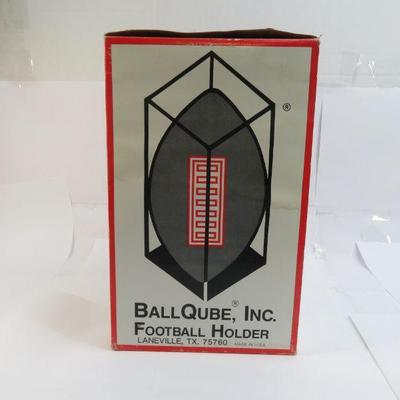 ®
BALLQUBE®, INC.
FOOTBALL HOLDER
LANEVILLE, TX. 75760 MADE IN U.S.A.